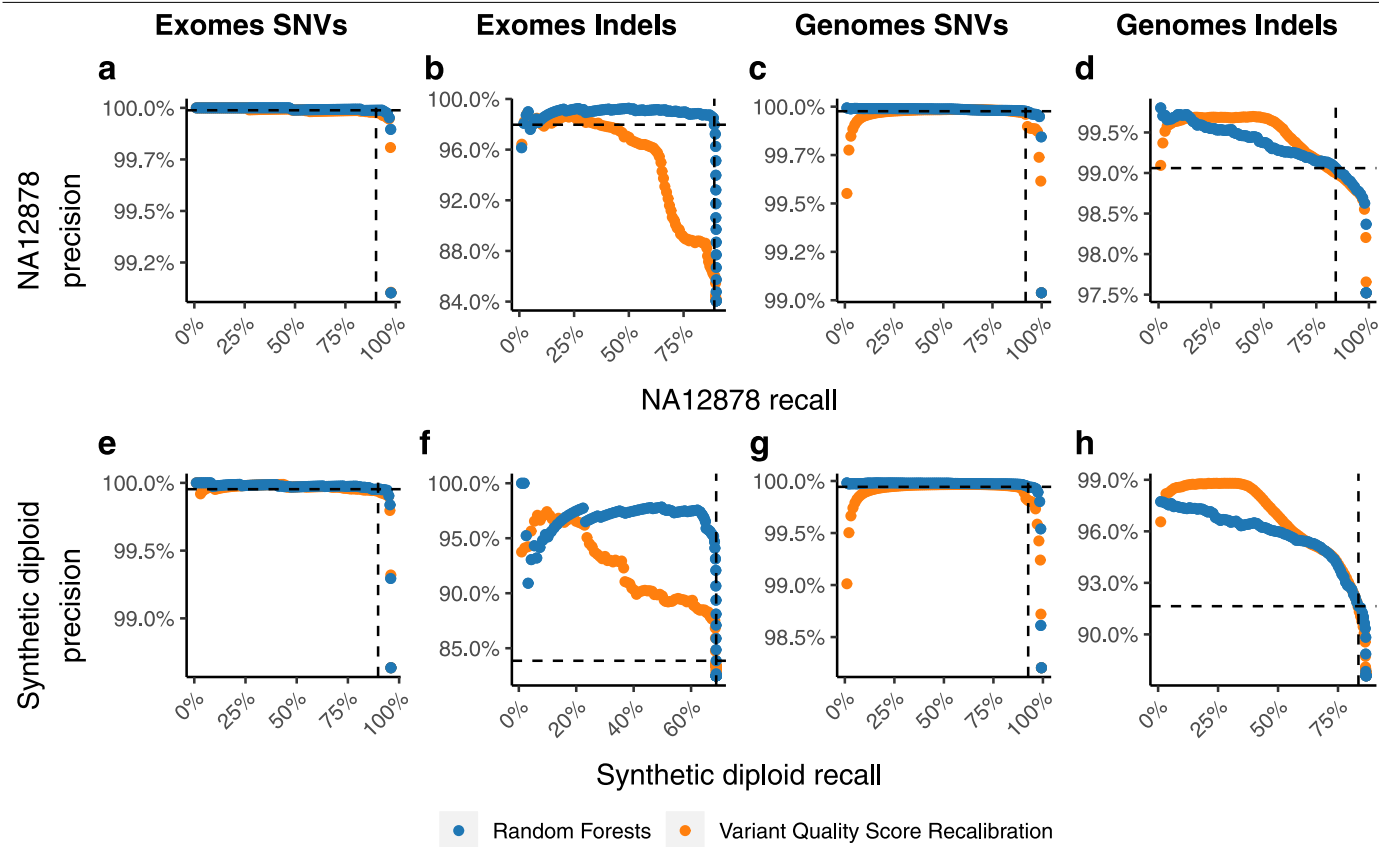 Exomes SNVs Exomes Indels Genomes SNVs Genomes Indels
a b c d
NA12878
precision
100.0%
99.7%
99.5%
99.2%
0% 25% 50% 75% 100%
100.0%
96.0%
92.0%
88.0%
84.0%
0% 25% 50% 75%
100.0%
99.7%
99.5%
99.2%
99.0%
0% 25% 50% 75% 100%
99.5%
99.0%
98.5%
98.0%
97.5%
0% 25% 50% 75% 100%
NA12878 recall
e f g h
Synthetic diploid
precision
100.0%
99.5%
99.0%
0% 25% 50% 75% 100%
100.0%
95.0%
90.0%
85.0%
0% 20% 40% 60%
100.0%
99.5%
99.0%
98.5%
0% 25% 50% 75% 100%
99.0%
96.0%
93.0%
90.0%
0% 25% 50% 75%
Synthetic diploid recall
Random Forests Variant Quality Score Recalibration